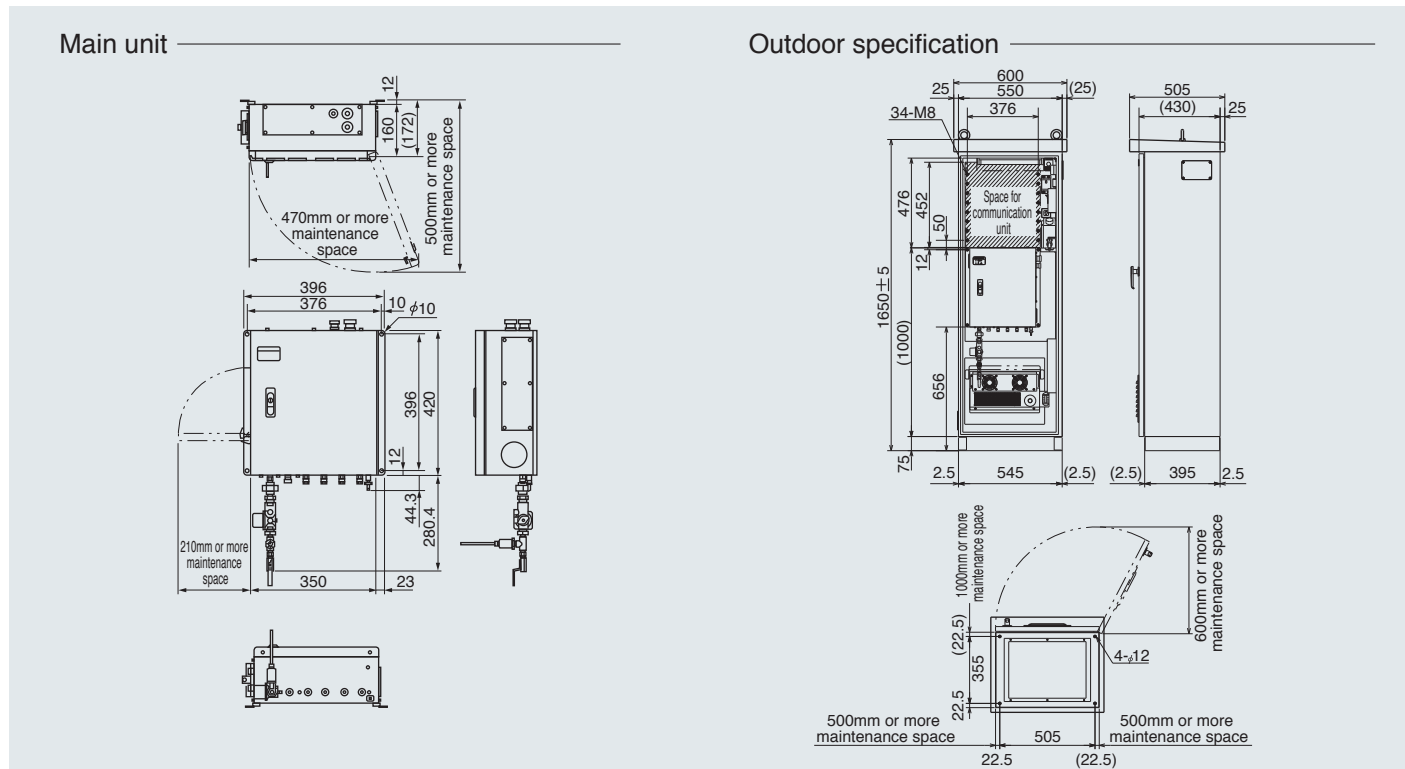 Main unit
12
160
(172)
500mm or more
maintenance space
470mm or more
maintenance
space
396
376
10
φ10
396
420
12
44.3
280.4
210mm or more
maintenance
space
350
23
Outdoor specification
600
25
550
(25)
34-M8
376
476
452
50
12
Space for
communication
unit
1650±5
(1000)
656
75
2.5
545
(2.5)
505
(430)
25
(2.5)
395
2.5
1000mm or more
maintenance space
600mm or more
maintenance space
(22.5)
355
22.5
4-φ12
500mm or more
maintenance space
505
500mm or more
maintenance space
22.5
(22.5)